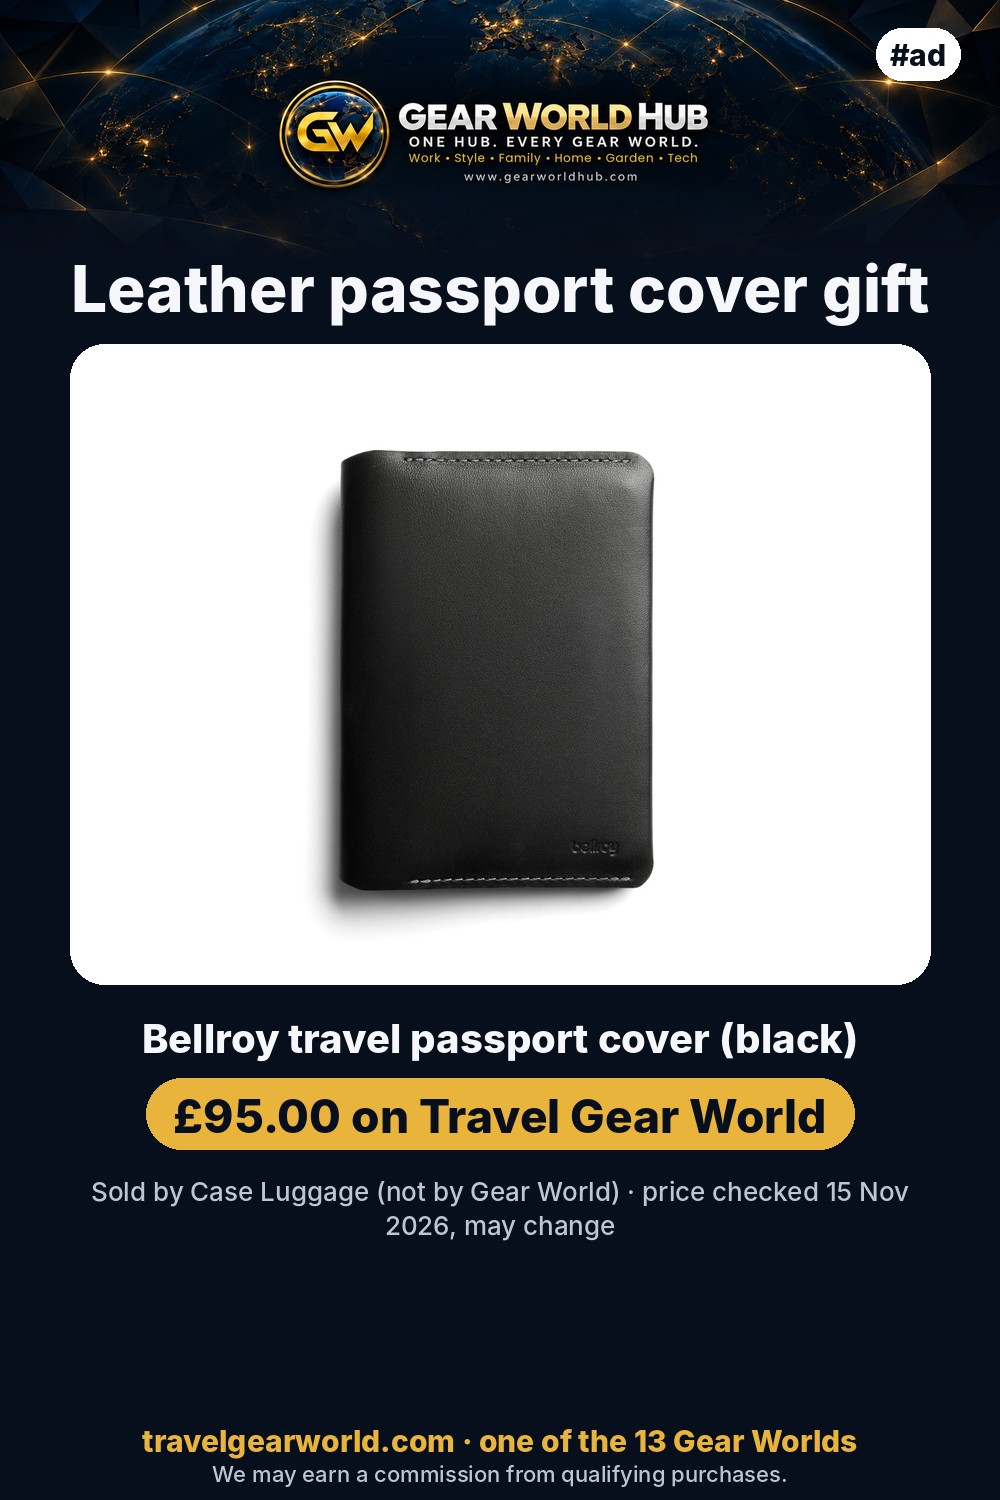 #ad
GW
GEAR WORLD HUB
ONE HUB. EVERY GEAR WORLD.
Work • Style • Family • Home • Garden • Tech
www.gearworldhub.com
Leather passport cover gift
bellroy
Bellroy travel passport cover (black)
£95.00 on Travel Gear World
Sold by Case Luggage (not by Gear World) · price checked 15 Nov
2026, may change
travelgearworld.com · one of the 13 Gear Worlds
We may earn a commission from qualifying purchases.